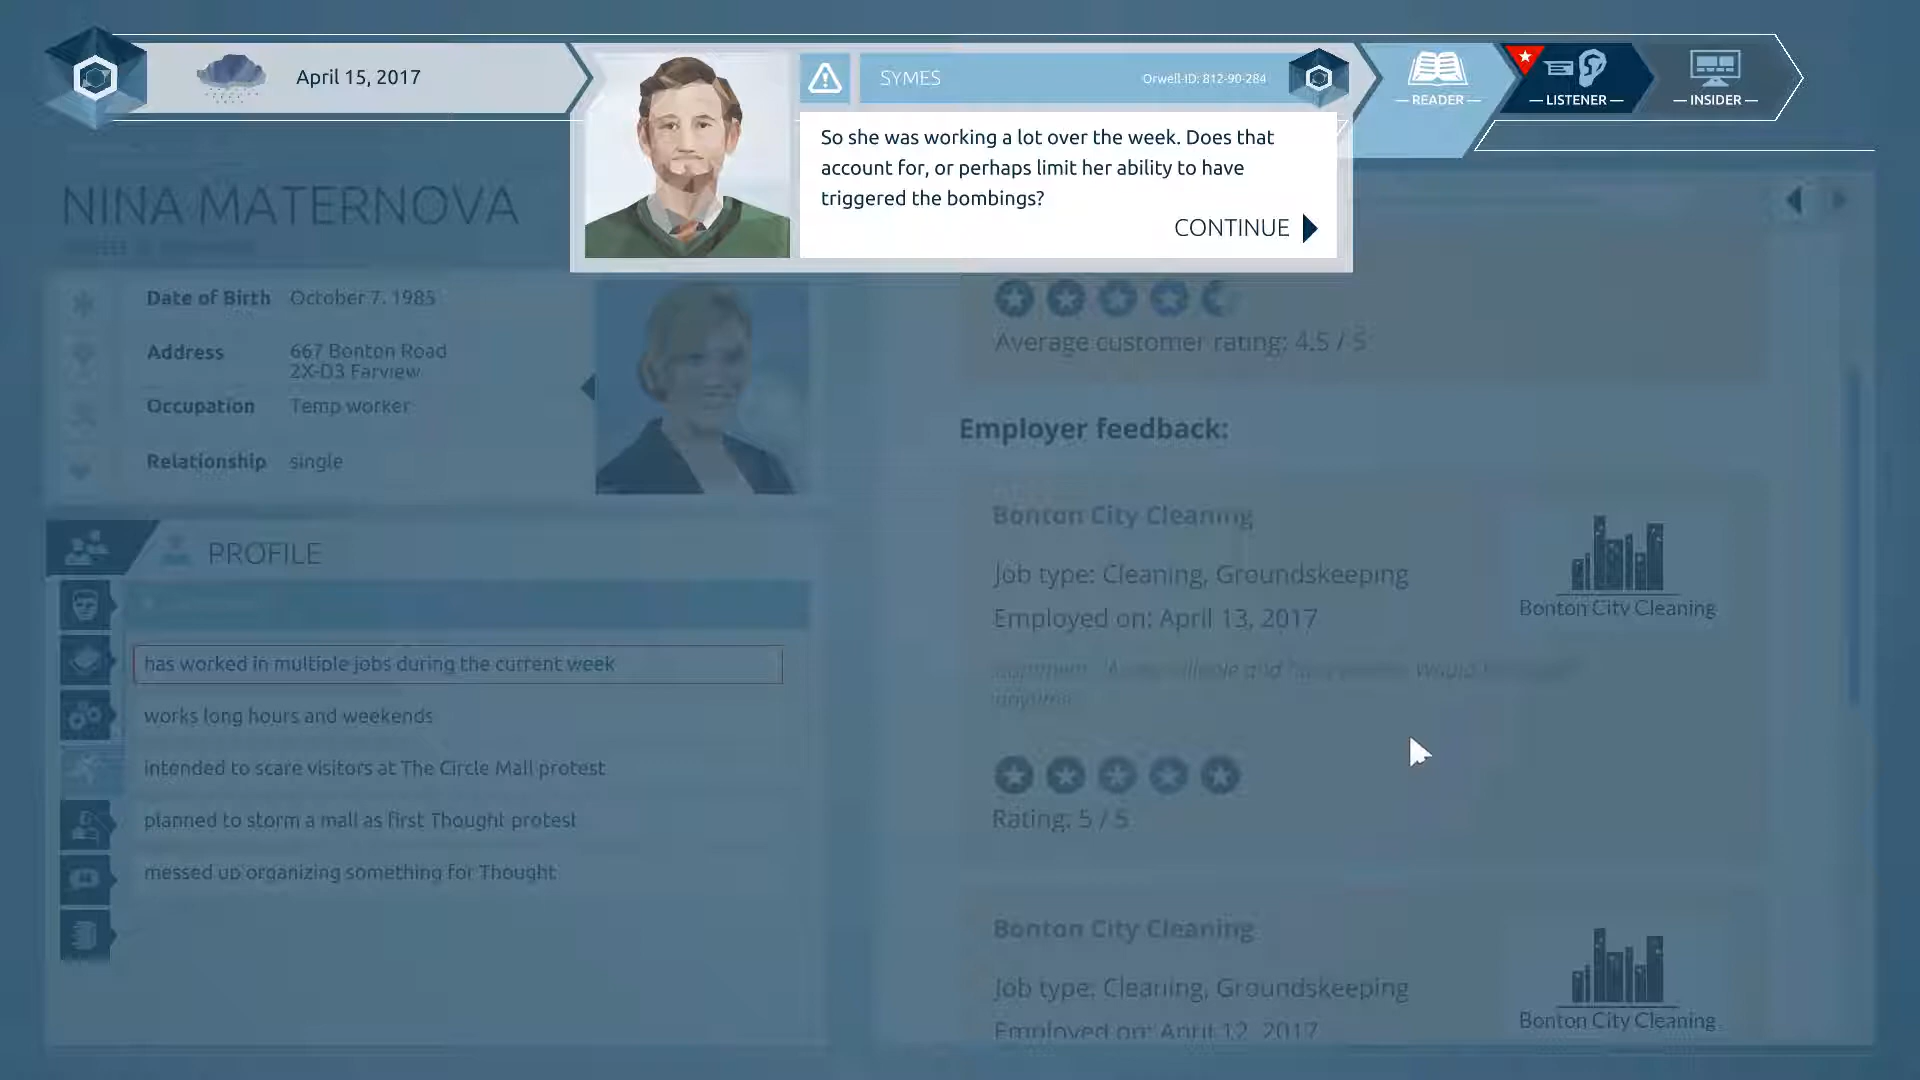 April 15, 2017
SYMES
Orwell-ID: 812-90-284
READER
LISTENER
INSIDER
So she was working a lot over the week. Does that
account for, or perhaps limit her ability to have
triggered the bombings?
CONTINUE
NINA MATERNOVA
Date of Birth October 7. 1985
Address 667 Bonton Road
2X-D3 Farview
Occupation Temp worker
Relationship single
PROFILE
has worked in multiple jobs during the current week
works long hours and weekends
intended to scare visitors at The Circle Mall protest
planned to storm a mall as first Thought protest
messed up organizing something for Thought
Average customer rating: 4.5 / 5
Employer feedback:
Bonton City Cleaning
Job type: Cleaning, Groundskeeping
Employed on: April 13, 2017
Bonton City Cleaning
anytime
Rating: 5 / 5
Bonton City Cleaning
Job type: Cleaning, Groundskeeping
Employed on: April 12, 2017
Bonton City Cleaning